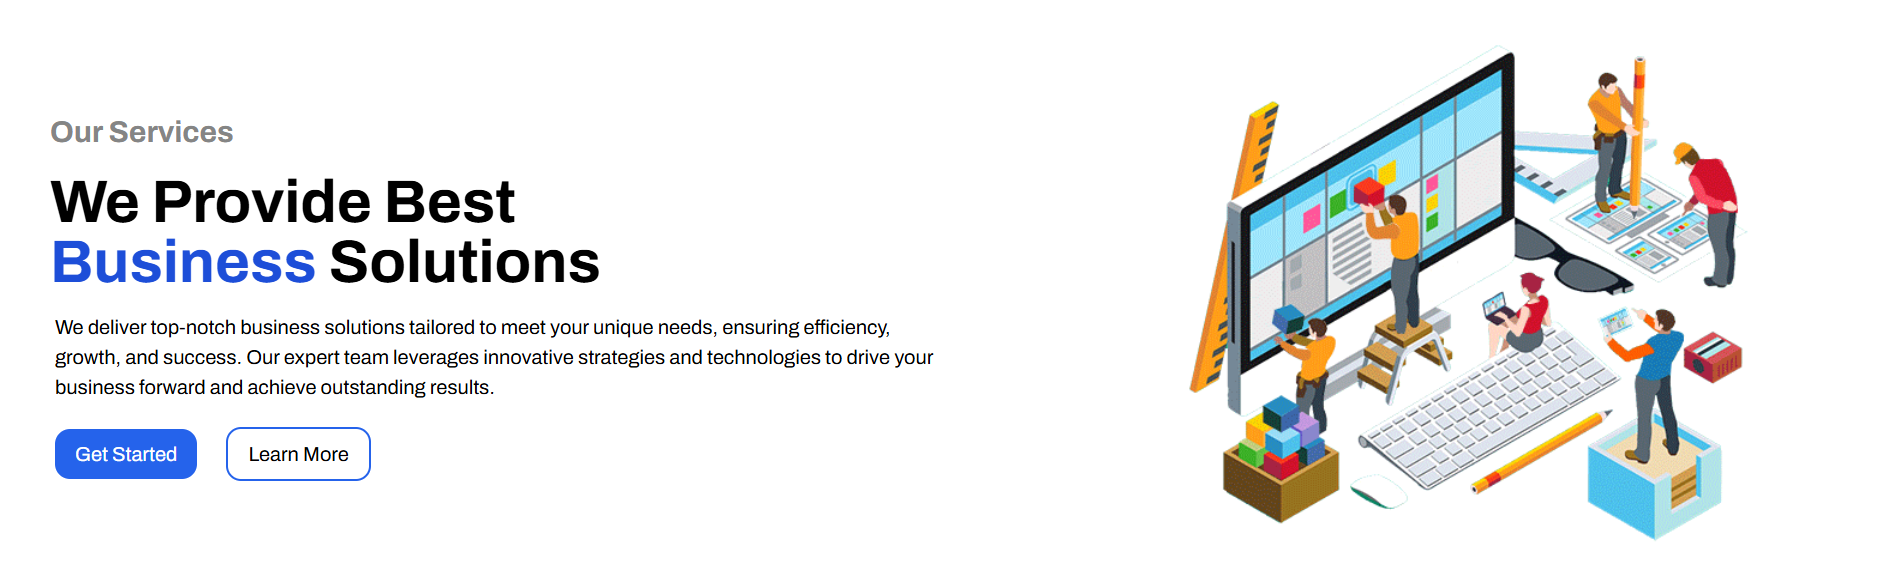 Our Services
We Provide Best
Business Solutions
We deliver top-notch business solutions tailored to meet your unique needs, ensuring efficiency,
growth, and success. Our expert team leverages innovative strategies and technologies to drive your
business forward and achieve outstanding results.
Get Started
Learn More